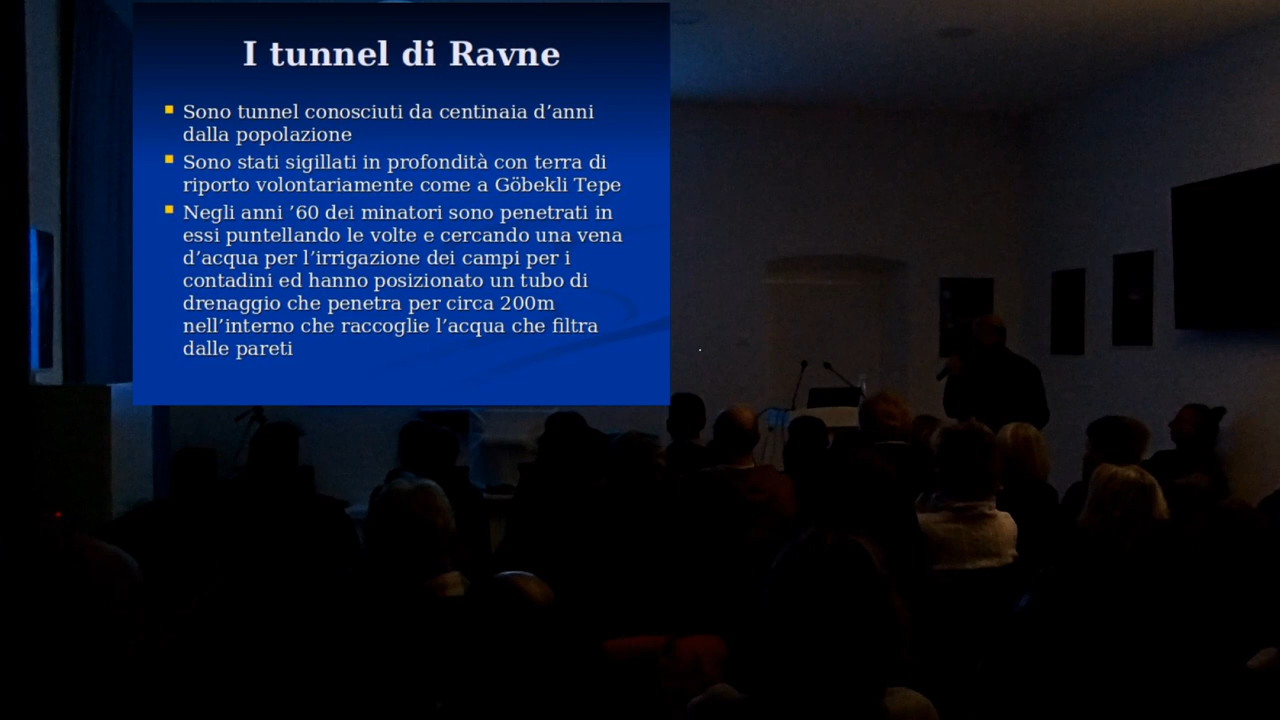 I tunnel di Ravne
Sono tunnel conosciuti da centinaia d’anni
dalla popolazione
Sono stati sigillati in profondità con terra di
riporto volontariamente come a Göbekli Tepe
Negli anni ’60 dei minatori sono penetrati in
essi puntellando le volte e cercando una vena
d’acqua per l’irrigazione dei campi per i
contadini ed hanno posizionato un tubo di
drenaggio che penetra per circa 200m
nell’interno che raccoglie l’acqua che filtra
dalle pareti